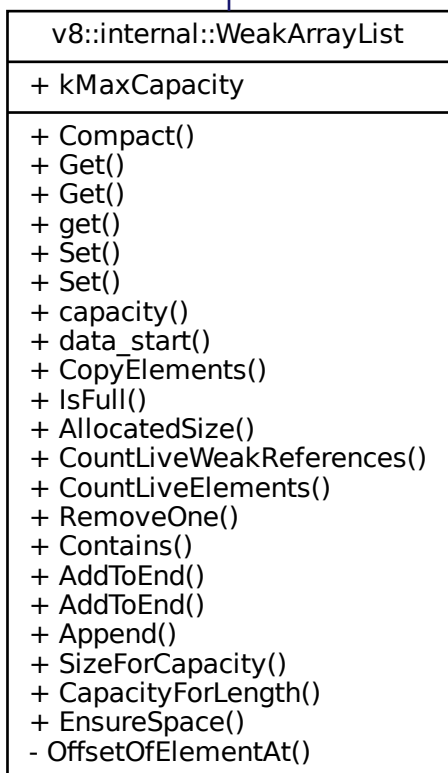 v8::internal::WeakArrayList
+ kMaxCapacity
+ Compact()
+ Get()
+ Get()
+ get()
+ Set()
+ Set()
+ capacity()
+ data_start()
+ CopyElements()
+ IsFull()
+ AllocatedSize()
+ CountLiveWeakReferences()
+ CountLiveElements()
+ RemoveOne()
+ Contains()
+ AddToEnd()
+ AddToEnd()
+ Append()
+ SizeForCapacity()
+ CapacityForLength()
+ EnsureSpace()
- OffsetOfElementAt()